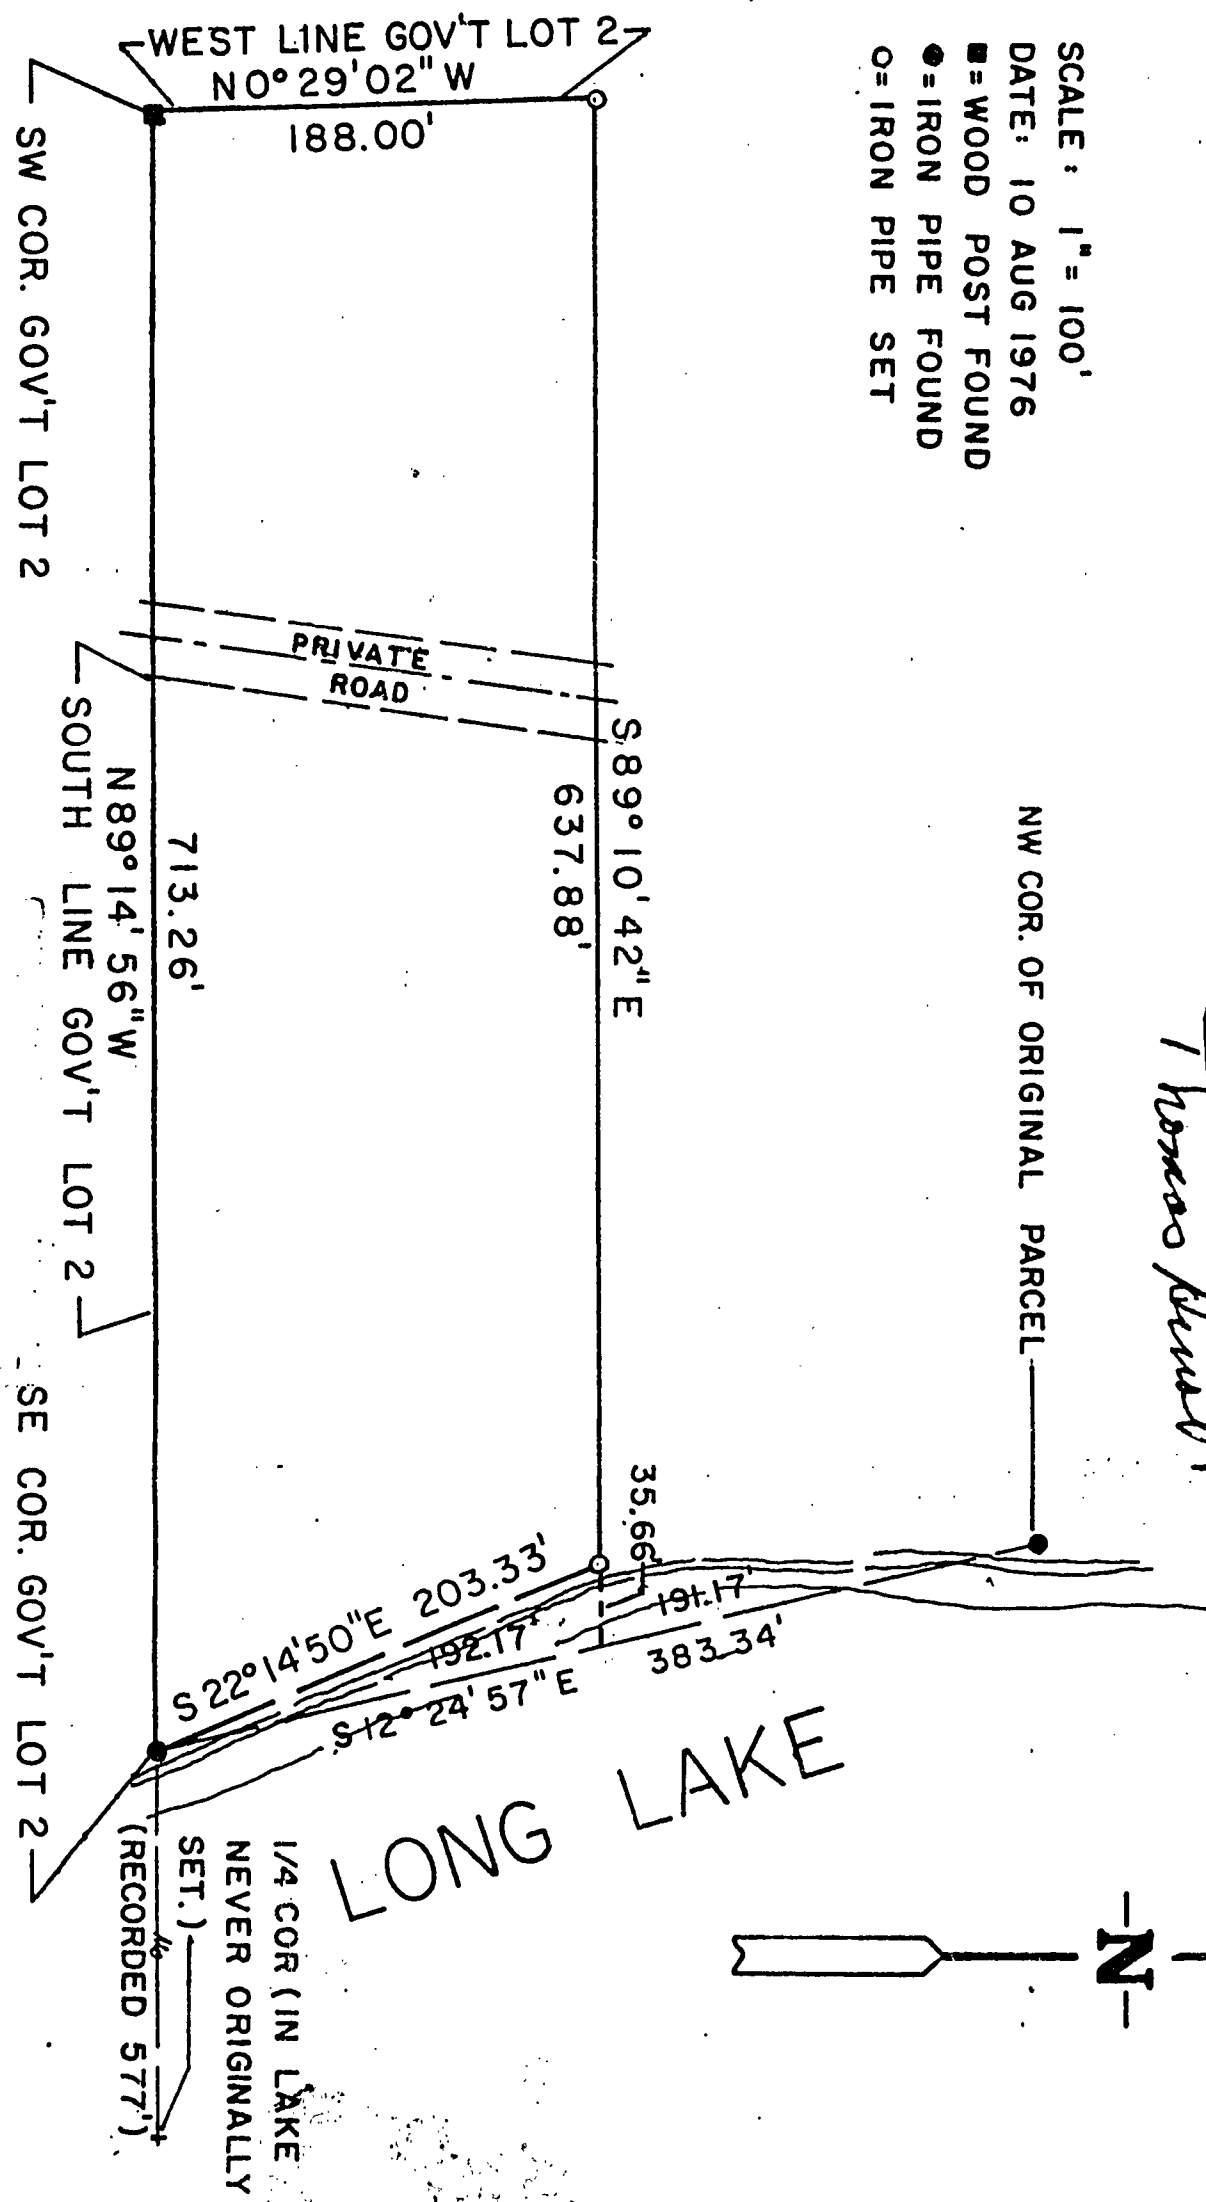 SCALE: 1"= 100'
DATE: 10 AUG 1976
■=WOOD POST FOUND
●=IRON PIPE FOUND
O=IRON PIPE SET
WEST LINE GOV'T LOT 2
N0°29'02"W
188.00'
SW COR. GOV'T LOT 2
PRIVATE
ROAD
S89°10'42"E
637.88'
713.26'
N89°14'56"W
SOUTH LINE GOV'T LOT 2
NW COR. OF ORIGINAL PARCEL
Thomas
35.66'
191.17'
383.34'
S22°14'50"E 203.33'
192.17'
S12°24'57"E
SE COR. GOV'T LOT 2
LONG LAKE
1/4 COR (IN LAKE
NEVER ORIGINALLY
SET.)
(RECORDED 577')
N